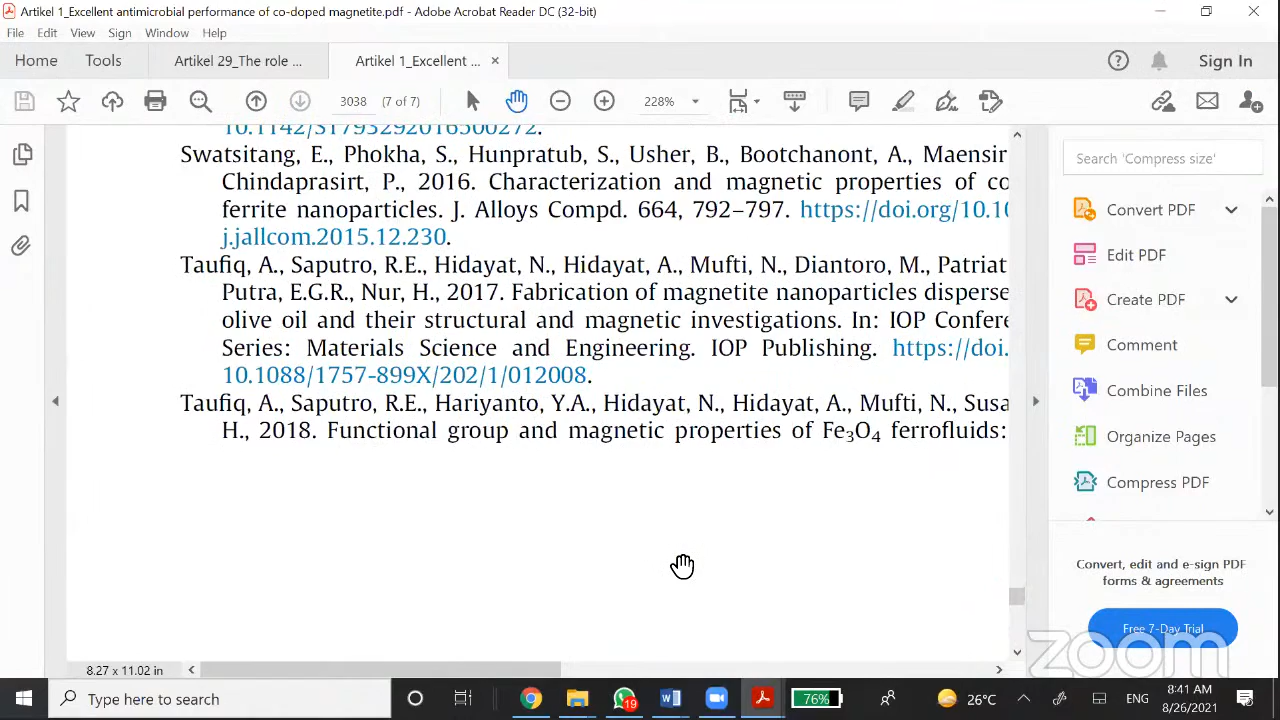 Artikel 1_Excellent antimicrobial performance of co-doped magnetite.pdf - Adobe Acrobat Reader DC (32-bit)
File Edit View Sign Window Help
Home Tools Artikel 29_The role ... Artikel 1_Excellent ... Sign In
3038 (7 of 7) 228%
10.1142/S1793292016500272.
Swatsitang, E., Phokha, S., Hunpratub, S., Usher, B., Bootchanont, A., Maensir
Chindaprasirt, P., 2016. Characterization and magnetic properties of co
ferrite nanoparticles. J. Alloys Compd. 664, 792–797. https://doi.org/10.10
j.jallcom.2015.12.230.
Taufiq, A., Saputro, R.E., Hidayat, N., Hidayat, A., Mufti, N., Diantoro, M., Patriat
Putra, E.G.R., Nur, H., 2017. Fabrication of magnetite nanoparticles disperse
olive oil and their structural and magnetic investigations. In: IOP Confere
Series: Materials Science and Engineering. IOP Publishing. https://doi.
10.1088/1757-899X/202/1/012008.
Taufiq, A., Saputro, R.E., Hariyanto, Y.A., Hidayat, N., Hidayat, A., Mufti, N., Susa
H., 2018. Functional group and magnetic properties of Fe3O4 ferrofluids:
8.27 x 11.02 in
Search 'Compress size'
Convert PDF
Edit PDF
Create PDF
Comment
Combine Files
Organize Pages
Compress PDF
Convert, edit and e-sign PDF
forms & agreements
Free 7-Day Trial
zoom
Type here to search
19
76%
26°C
ENG
8:41 AM
8/26/2021